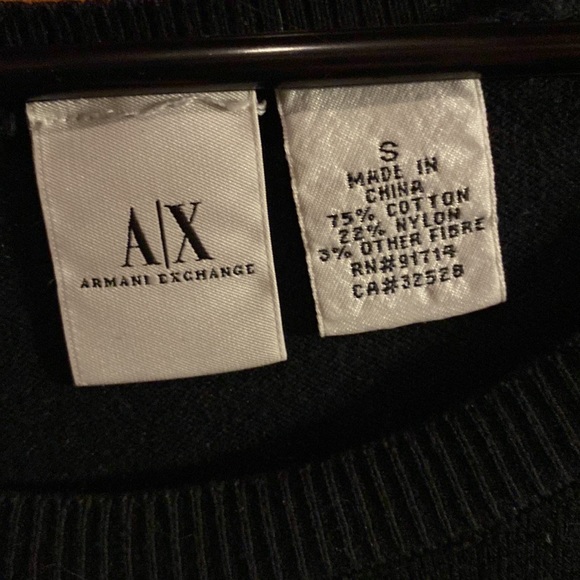 A|X
ARMANI EXCHANGE
S
MADE IN
CHINA
75% COTTON
22% NYLON
3% OTHER FIBRE
RN#91714
CA#32528